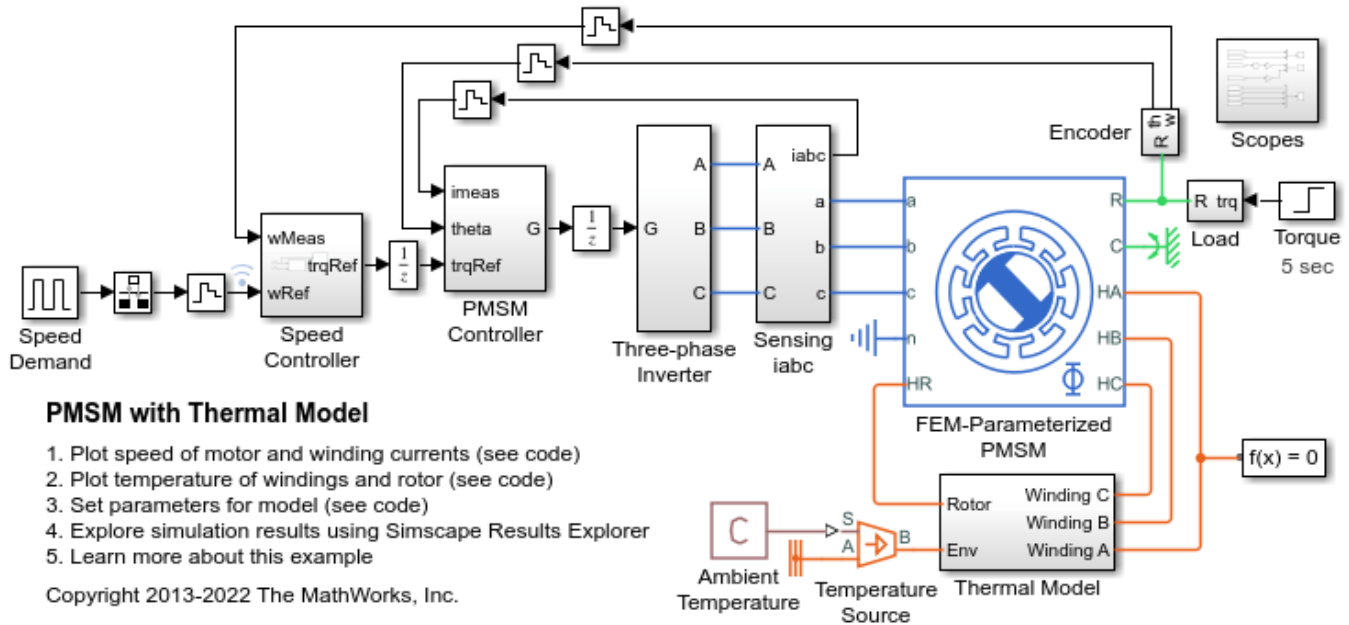 Encoder
R th
w
Scopes
imeas
theta
trqRef
G
PMSM
Controller
1
z
G
A
B
C
Three-phase
Inverter
A
B
C
iabc
a
b
c
Sensing
iabc
a
b
c
n
HR
R
C
HA
HB
HC
Φ
FEM-Parameterized
PMSM
R trq
Load
Torque
5 sec
Speed
Demand
wMeas
trqRef
wRef
Speed
Controller
1
z
f(x) = 0
PMSM with Thermal Model
1. Plot speed of motor and winding currents (see code)
2. Plot temperature of windings and rotor (see code)
3. Set parameters for model (see code)
4. Explore simulation results using Simscape Results Explorer
5. Learn more about this example
Copyright 2013-2022 The MathWorks, Inc.
C
Ambient
Temperature
S
A
B
Temperature
Source
Rotor
Env
Winding C
Winding B
Winding A
Thermal Model